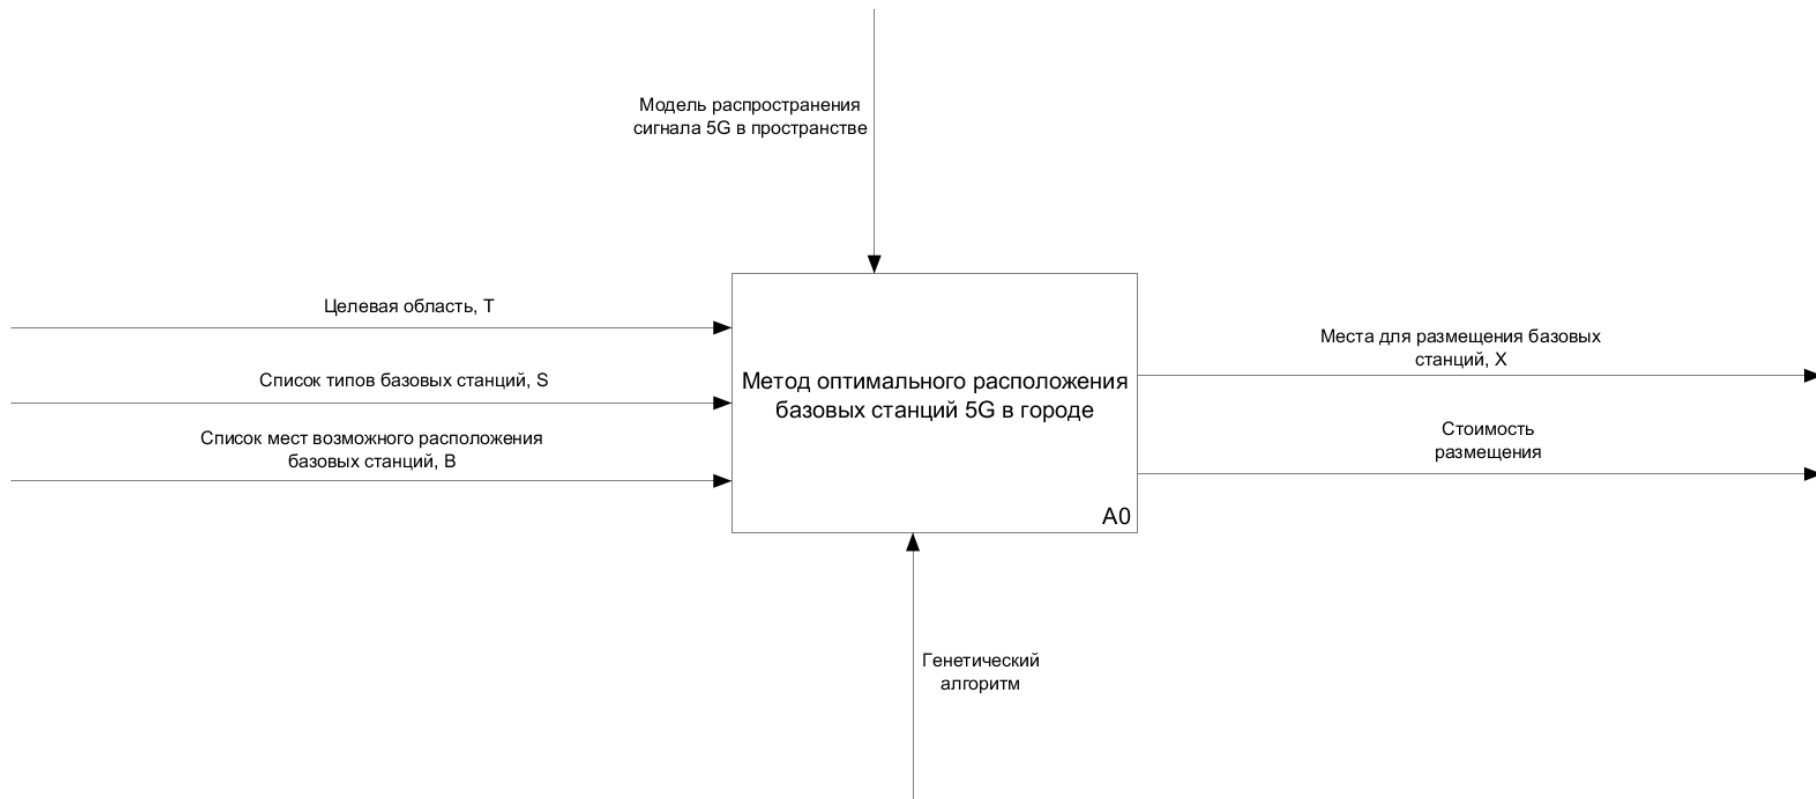 Модель распространения
сигнала 5G в пространстве
Целевая область, T
Список типов базовых станций, S
Список мест возможного расположения
базовых станций, B
Метод оптимального расположения
базовых станций 5G в городе
A0
Места для размещения базовых
станций, X
Стоимость
размещения
Генетический
алгоритм